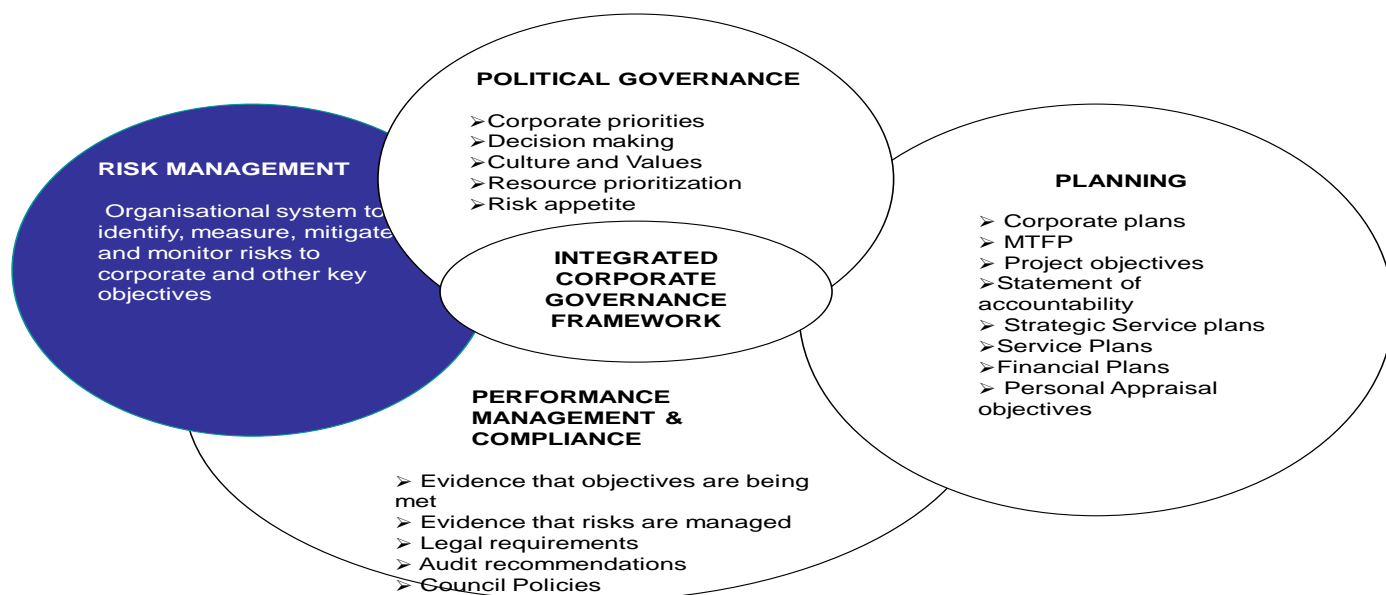 POLITICAL GOVERNANCE
➢Corporate priorities
➢Decision making
➢Culture and Values
➢Resource prioritization
➢Risk appetite
RISK MANAGEMENT
Organisational system to
identify, measure, mitigate
and monitor risks to
corporate and other key
objectives
INTEGRATED
CORPORATE
GOVERNANCE
FRAMEWORK
PLANNING
➢ Corporate plans
➢ MTFP
➢ Project objectives
➢Statement of
accountability
➢ Strategic Service plans
➢Service Plans
➢Financial Plans
➢ Personal Appraisal
objectives
PERFORMANCE
MANAGEMENT &
COMPLIANCE
➢ Evidence that objectives are being
met
➢ Evidence that risks are managed
➢ Legal requirements
➢ Audit recommendations
➢ Council Policies